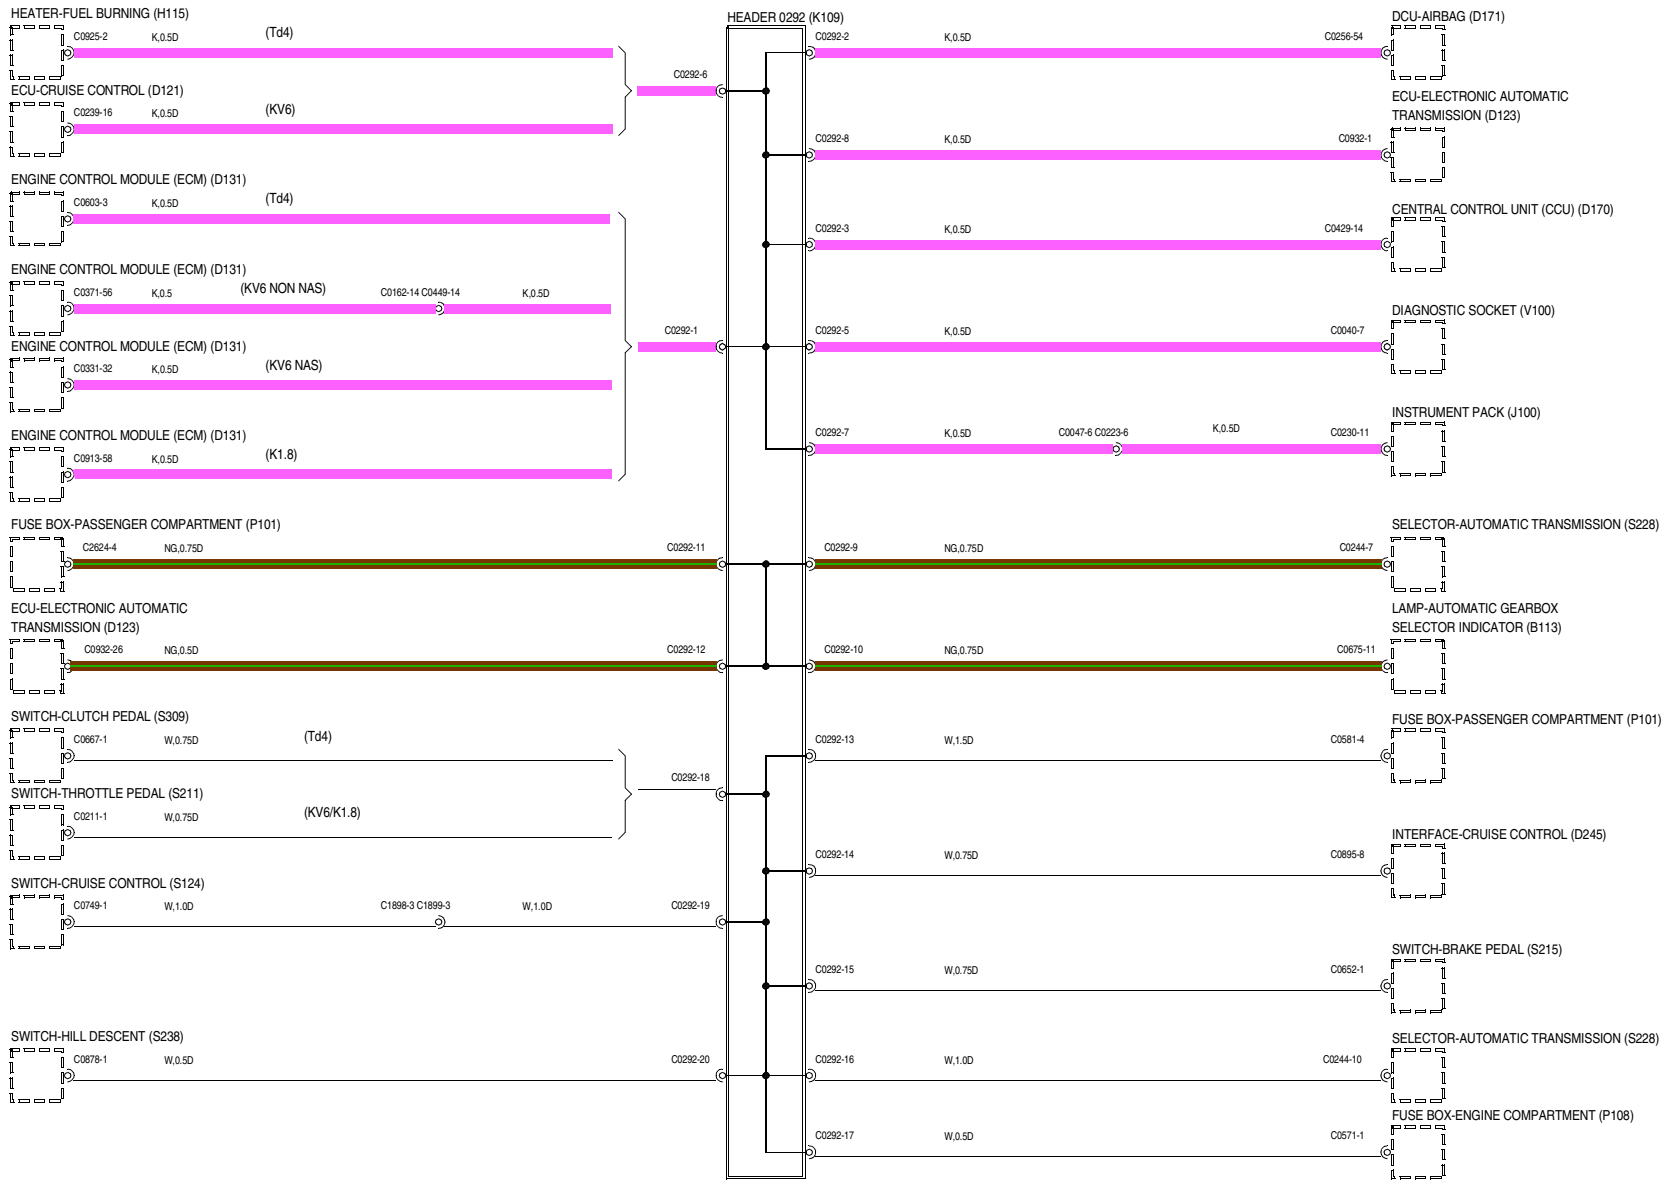 HEATER-FUEL BURNING (H115)
C0925-2 K,0.5D (Td4)
ECU-CRUISE CONTROL (D121)
C0239-16 K,0.5D (KV6)
C0292-6
ENGINE CONTROL MODULE (ECM) (D131)
C0603-3 K,0.5D (Td4)
ENGINE CONTROL MODULE (ECM) (D131)
C0371-56 K,0.5 (KV6 NON NAS) C0162-14 C0449-14 K,0.5D
ENGINE CONTROL MODULE (ECM) (D131)
C0331-32 K,0.5D (KV6 NAS)
C0292-1
ENGINE CONTROL MODULE (ECM) (D131)
C0913-58 K,0.5D (K1.8)
FUSE BOX-PASSENGER COMPARTMENT (P101)
C2624-4 NG,0.75D C0292-11
ECU-ELECTRONIC AUTOMATIC
TRANSMISSION (D123)
C0932-26 NG,0.5D C0292-12
SWITCH-CLUTCH PEDAL (S309)
C0667-1 W,0.75D (Td4)
C0292-18
SWITCH-THROTTLE PEDAL (S211)
C0211-1 W,0.75D (KV6/K1.8)
SWITCH-CRUISE CONTROL (S124)
C0749-1 W,1.0D C1898-3 C1899-3 W,1.0D C0292-19
SWITCH-HILL DESCENT (S238)
C0878-1 W,0.5D C0292-20
HEADER 0292 (K109)
DCU-AIRBAG (D171)
C0292-2 K,0.5D C0256-54
ECU-ELECTRONIC AUTOMATIC
TRANSMISSION (D123)
C0292-8 K,0.5D C0932-1
CENTRAL CONTROL UNIT (CCU) (D170)
C0292-3 K,0.5D C0429-14
DIAGNOSTIC SOCKET (V100)
C0292-5 K,0.5D C0040-7
INSTRUMENT PACK (J100)
C0292-7 K,0.5D C0047-6 C0223-6 K,0.5D C0230-11
SELECTOR-AUTOMATIC TRANSMISSION (S228)
C0292-9 NG,0.75D C0244-7
LAMP-AUTOMATIC GEARBOX
SELECTOR INDICATOR (B113)
C0292-10 NG,0.75D C0675-11
FUSE BOX-PASSENGER COMPARTMENT (P101)
C0292-13 W,1.5D C0581-4
INTERFACE-CRUISE CONTROL (D245)
C0292-14 W,0.75D C0895-8
SWITCH-BRAKE PEDAL (S215)
C0292-15 W,0.75D C0652-1
SELECTOR-AUTOMATIC TRANSMISSION (S228)
C0292-16 W,1.0D C0244-10
FUSE BOX-ENGINE COMPARTMENT (P108)
C0292-17 W,0.5D C0571-1